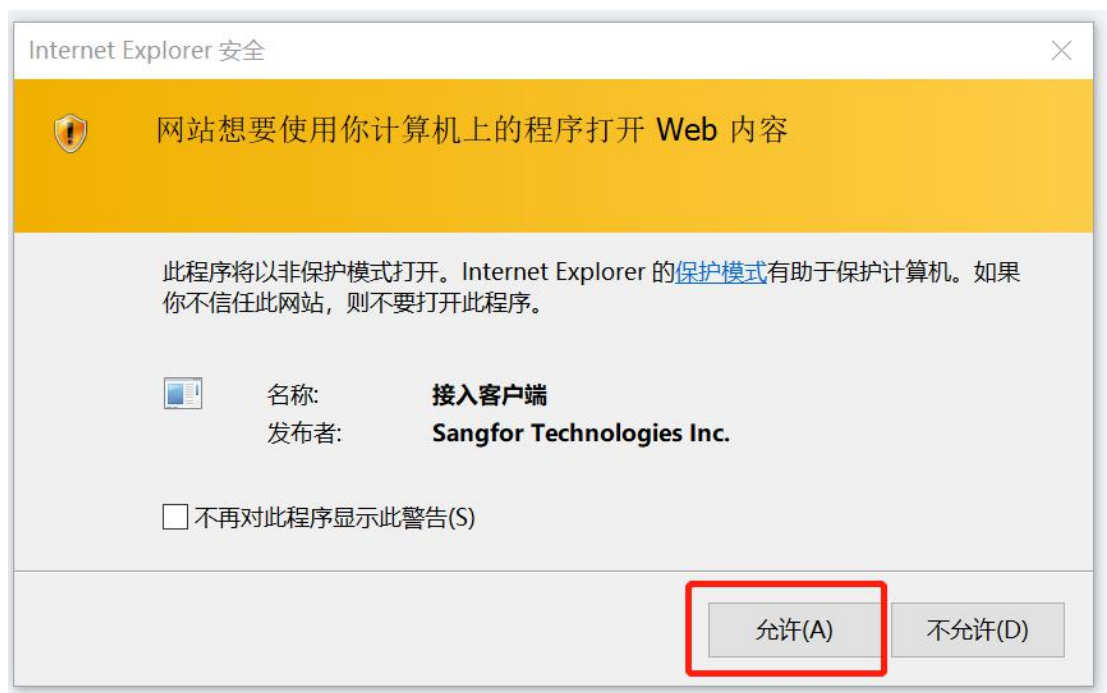 Internet Explorer 安全
网站想要使用你计算机上的程序打开 Web 内容
此程序将以非保护模式打开。Internet Explorer 的保护模式有助于保护计算机。如果
你不信任此网站，则不要打开此程序。
名称: 接入客户端
发布者: Sangfor Technologies Inc.
不再对此程序显示此警告(S)
允许(A) 不允许(D)